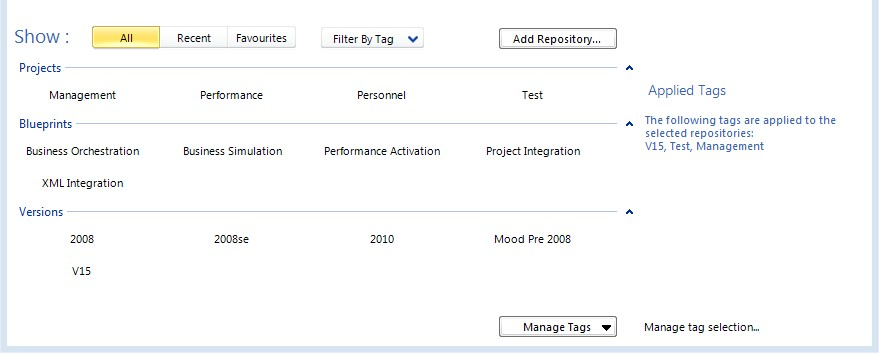 Show : All Recent Favourites Filter By Tag Add Repository...
Projects
Management Performance Personnel Test
Applied Tags
Blueprints
The following tags are applied to the
selected repositories:
V15, Test, Management
Business Orchestration Business Simulation Performance Activation Project Integration
XML Integration
Versions
2008 2008se 2010 Mood Pre 2008
V15
Manage Tags Manage tag selection...